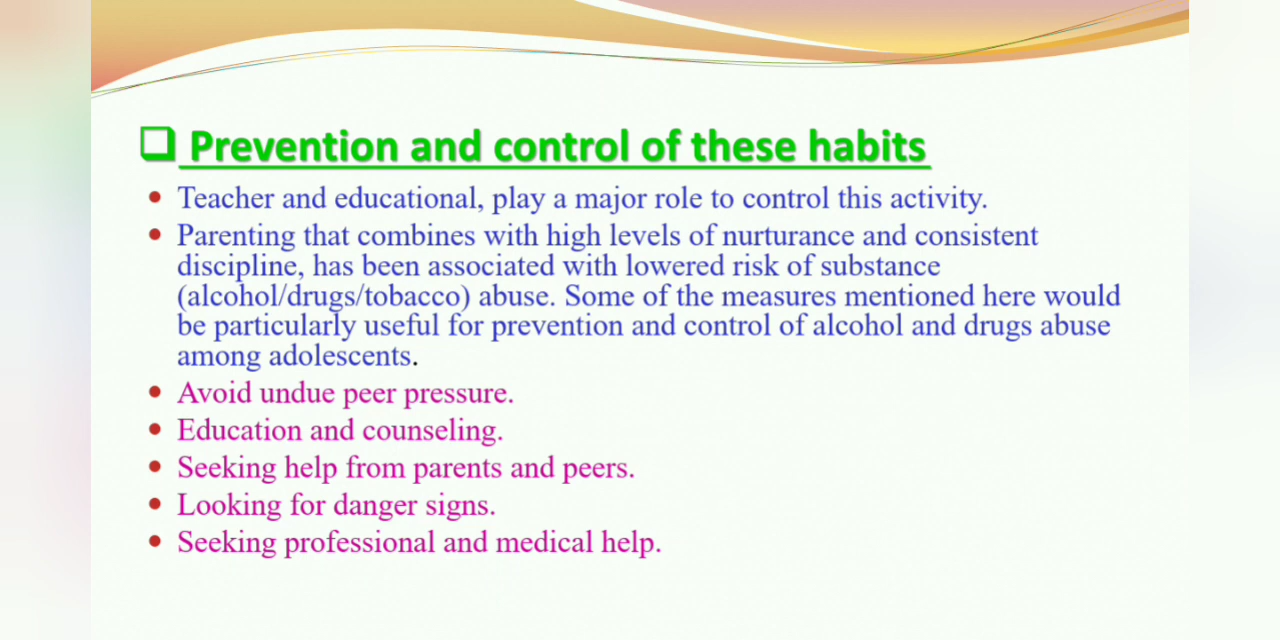 Prevention and control of these habits
Teacher and educational, play a major role to control this activity.
Parenting that combines with high levels of nurturance and consistent
discipline, has been associated with lowered risk of substance
(alcohol/drugs/tobacco) abuse. Some of the measures mentioned here would
be particularly useful for prevention and control of alcohol and drugs abuse
among adolescents.
Avoid undue peer pressure.
Education and counseling.
Seeking help from parents and peers.
Looking for danger signs.
Seeking professional and medical help.